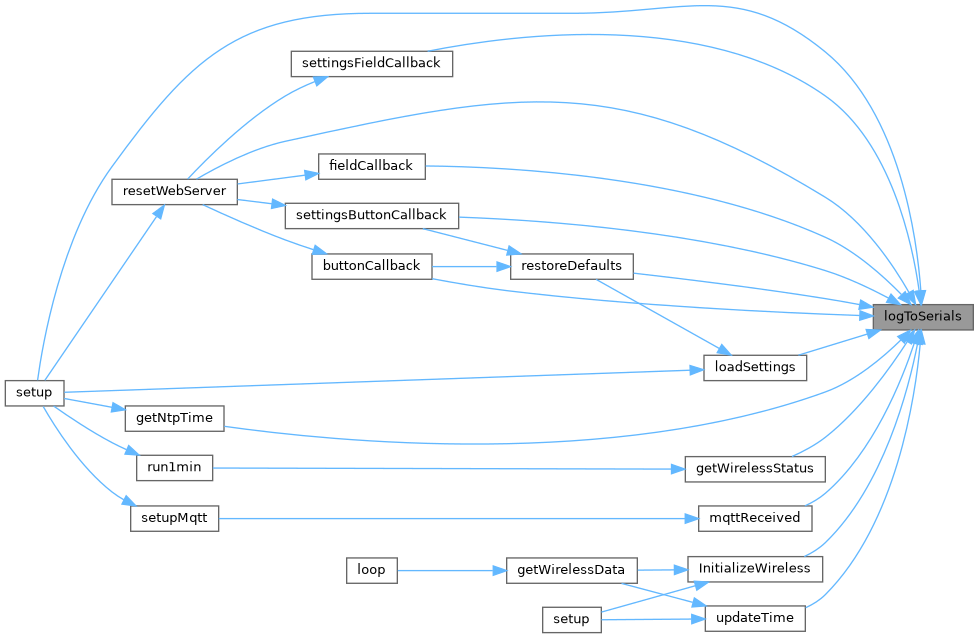 settingsFieldCallback
fieldCallback
resetWebServer
settingsButtonCallback
buttonCallback
restoreDefaults
logToSerials
loadSettings
setup
getNtpTime
run1min
getWirelessStatus
setupMqtt
mqttReceived
loop
getWirelessData
InitializeWireless
setup
updateTime